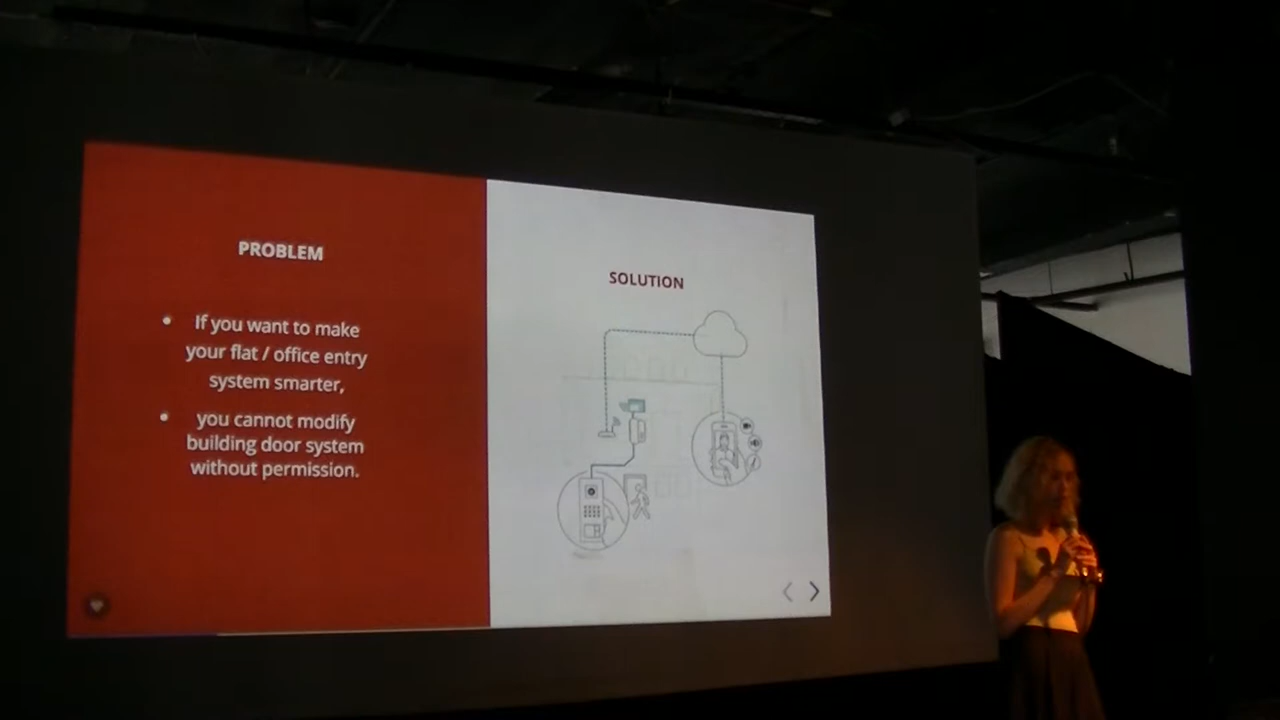 PROBLEM
• If you want to make
your flat / office entry
system smarter,
• you cannot modify
building door system
without permission.
SOLUTION